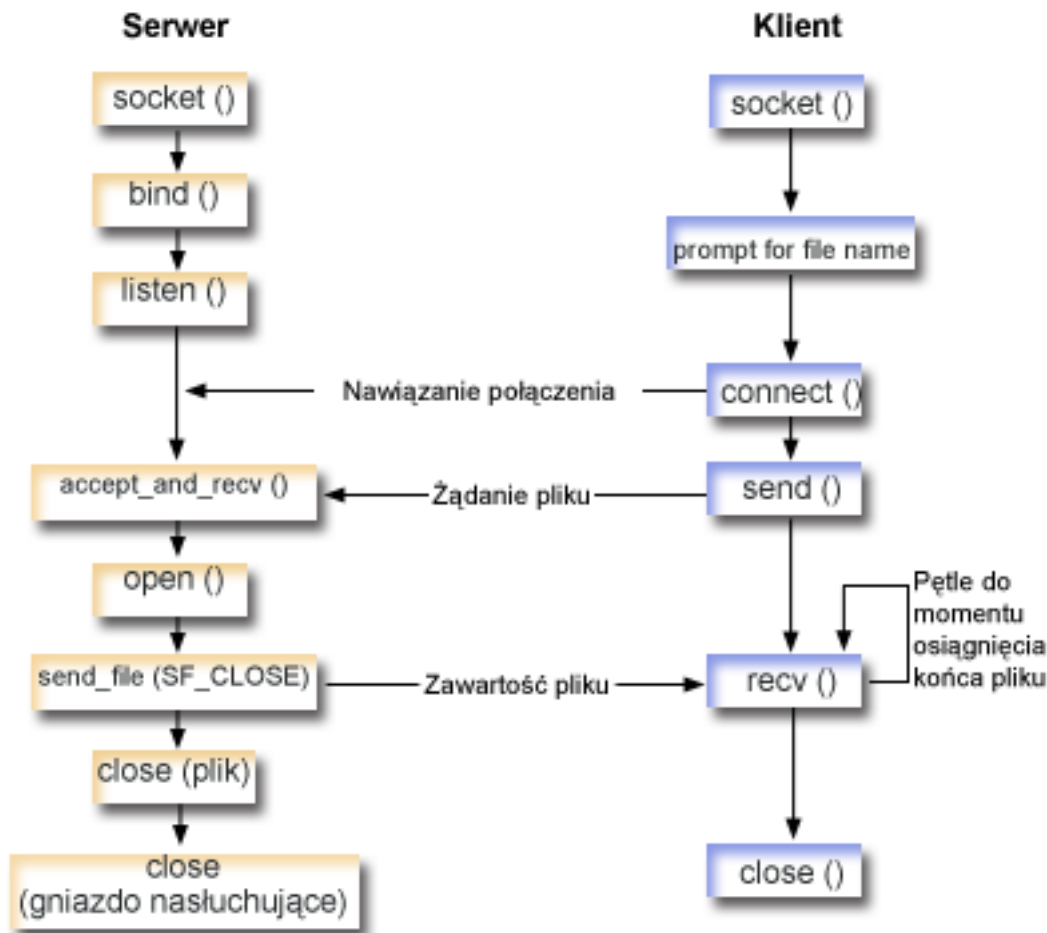 Serwer
Klient
socket ()
socket ()
bind ()
prompt for file name
listen ()
Nawiązanie połączenia
connect ()
accept_and_recv ()
Żądanie pliku
send ()
open ()
Pętle do
momentu
osiągnięcia
końca pliku
send_file (SF_CLOSE)
Zawartość pliku
recv ()
close (plik)
close
(gniazdo nasłuchujące)
close ()